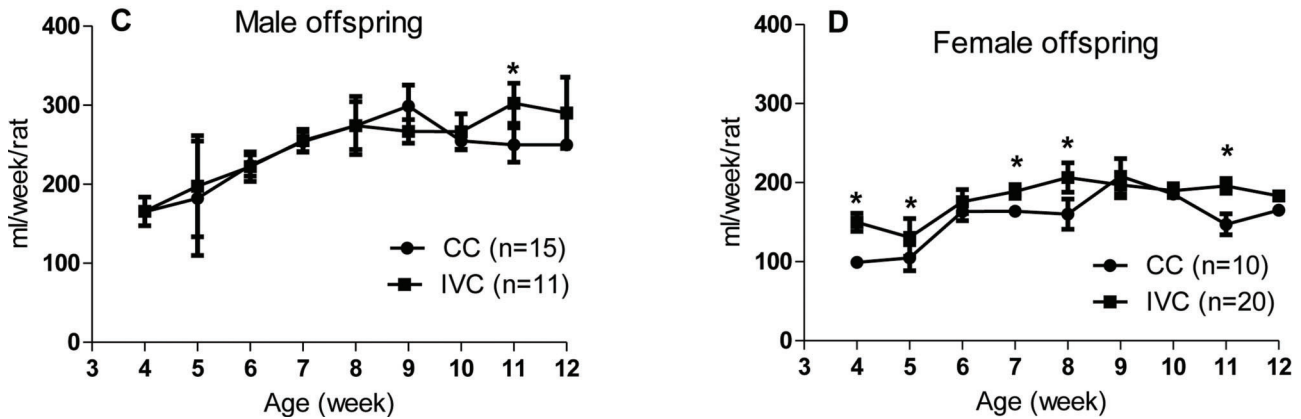 C Male offspring
400
300
200
100
0
ml/week/rat
*
CC (n=15)
IVC (n=11)
3 4 5 6 7 8 9 10 11 12
Age (week)
D Female offspring
400
300
200
100
0
ml/week/rat
* * * * *
CC (n=10)
IVC (n=20)
3 4 5 6 7 8 9 10 11 12
Age (week)